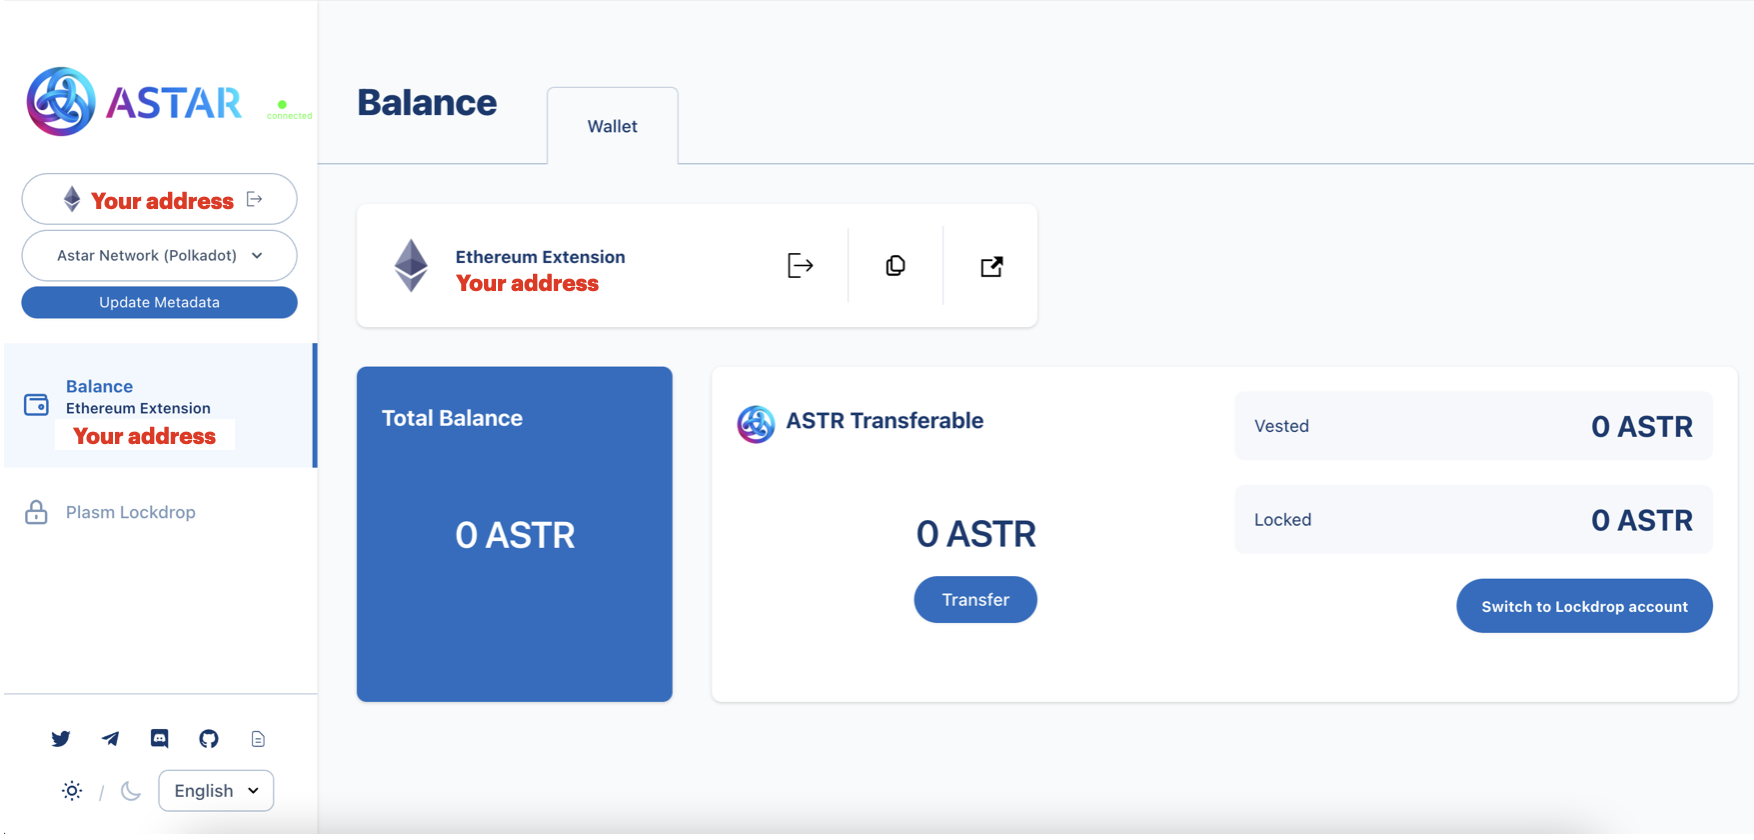 ASTAR
connected
Your address
Astar Network (Polkadot)
Update Metadata
Balance
Ethereum Extension
Your address
Plasm Lockdrop
English
Balance
Wallet
Ethereum Extension
Your address
Total Balance
0 ASTR
ASTR Transferable
0 ASTR
Transfer
Vested
0 ASTR
Locked
0 ASTR
Switch to Lockdrop account